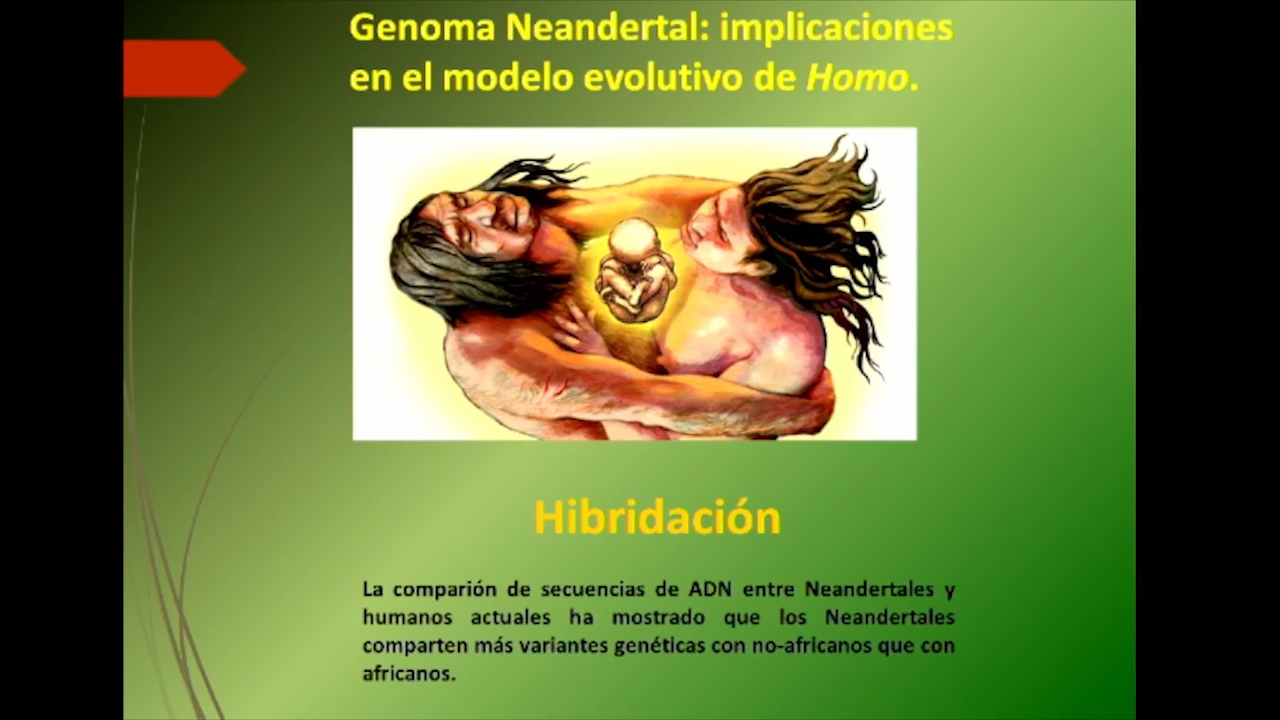 Genoma Neandertal: implicaciones
en el modelo evolutivo de Homo.
Hibridación
La comparión de secuencias de ADN entre Neandertales y
humanos actuales ha mostrado que los Neandertales
comparten más variantes genéticas con no-africanos que con
africanos.